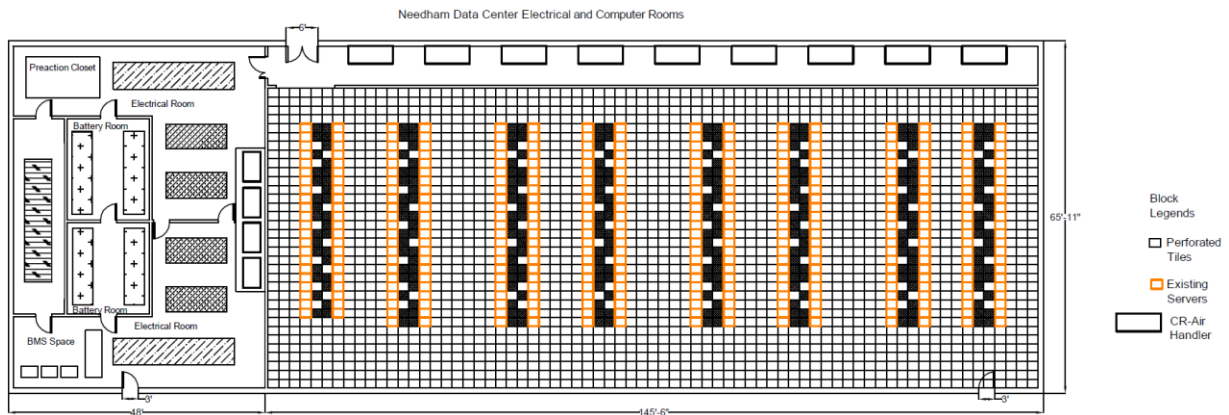 Needham Data Center Electrical and Computer Rooms
6'
Preaction Closet
Electrical Room
Battery Room
Battery Room
Electrical Room
BMS Space
3'
48'
145'-6"
3'
65'-11"
Block
Legends
Perforated
Tiles
Existing
Servers
CR-Air
Handler